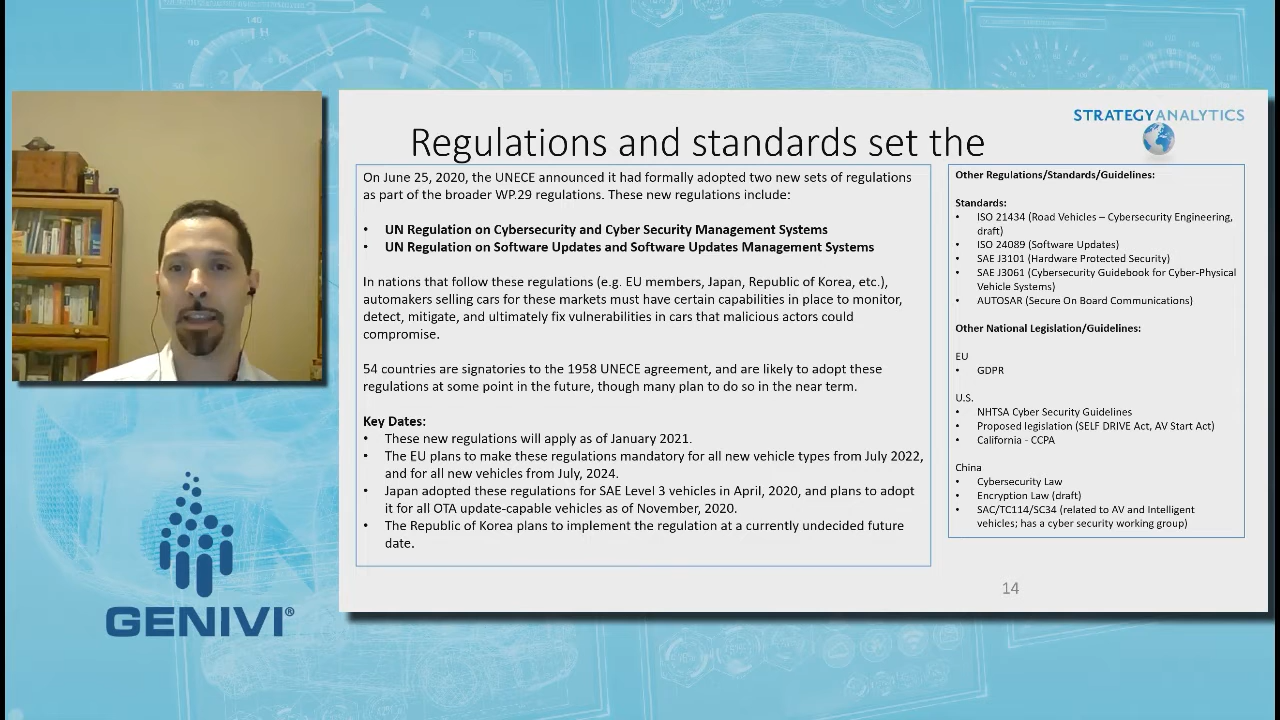 STRATEGYANALYTICS
Regulations and standards set the
On June 25, 2020, the UNECE announced it had formally adopted two new sets of regulations
as part of the broader WP.29 regulations. These new regulations include:
• UN Regulation on Cybersecurity and Cyber Security Management Systems
• UN Regulation on Software Updates and Software Updates Management Systems
In nations that follow these regulations (e.g. EU members, Japan, Republic of Korea, etc.),
automakers selling cars for these markets must have certain capabilities in place to monitor,
detect, mitigate, and ultimately fix vulnerabilities in cars that malicious actors could
compromise.
54 countries are signatories to the 1958 UNECE agreement, and are likely to adopt these
regulations at some point in the future, though many plan to do so in the near term.
Key Dates:
• These new regulations will apply as of January 2021.
• The EU plans to make these regulations mandatory for all new vehicle types from July 2022,
and for all new vehicles from July, 2024.
• Japan adopted these regulations for SAE Level 3 vehicles in April, 2020, and plans to adopt
it for all OTA update-capable vehicles as of November, 2020.
• The Republic of Korea plans to implement the regulation at a currently undecided future
date.
Other Regulations/Standards/Guidelines:
Standards:
• ISO 21434 (Road Vehicles – Cybersecurity Engineering,
draft)
• ISO 24089 (Software Updates)
• SAE J3101 (Hardware Protected Security)
• SAE J3061 (Cybersecurity Guidebook for Cyber-Physical
Vehicle Systems)
• AUTOSAR (Secure On Board Communications)
Other National Legislation/Guidelines:
EU
• GDPR
U.S.
• NHTSA Cyber Security Guidelines
• Proposed legislation (SELF DRIVE Act, AV Start Act)
• California - CCPA
China
• Cybersecurity Law
• Encryption Law (draft)
• SAC/TC114/SC34 (related to AV and Intelligent
vehicles; has a cyber security working group)
14
GENIVI®